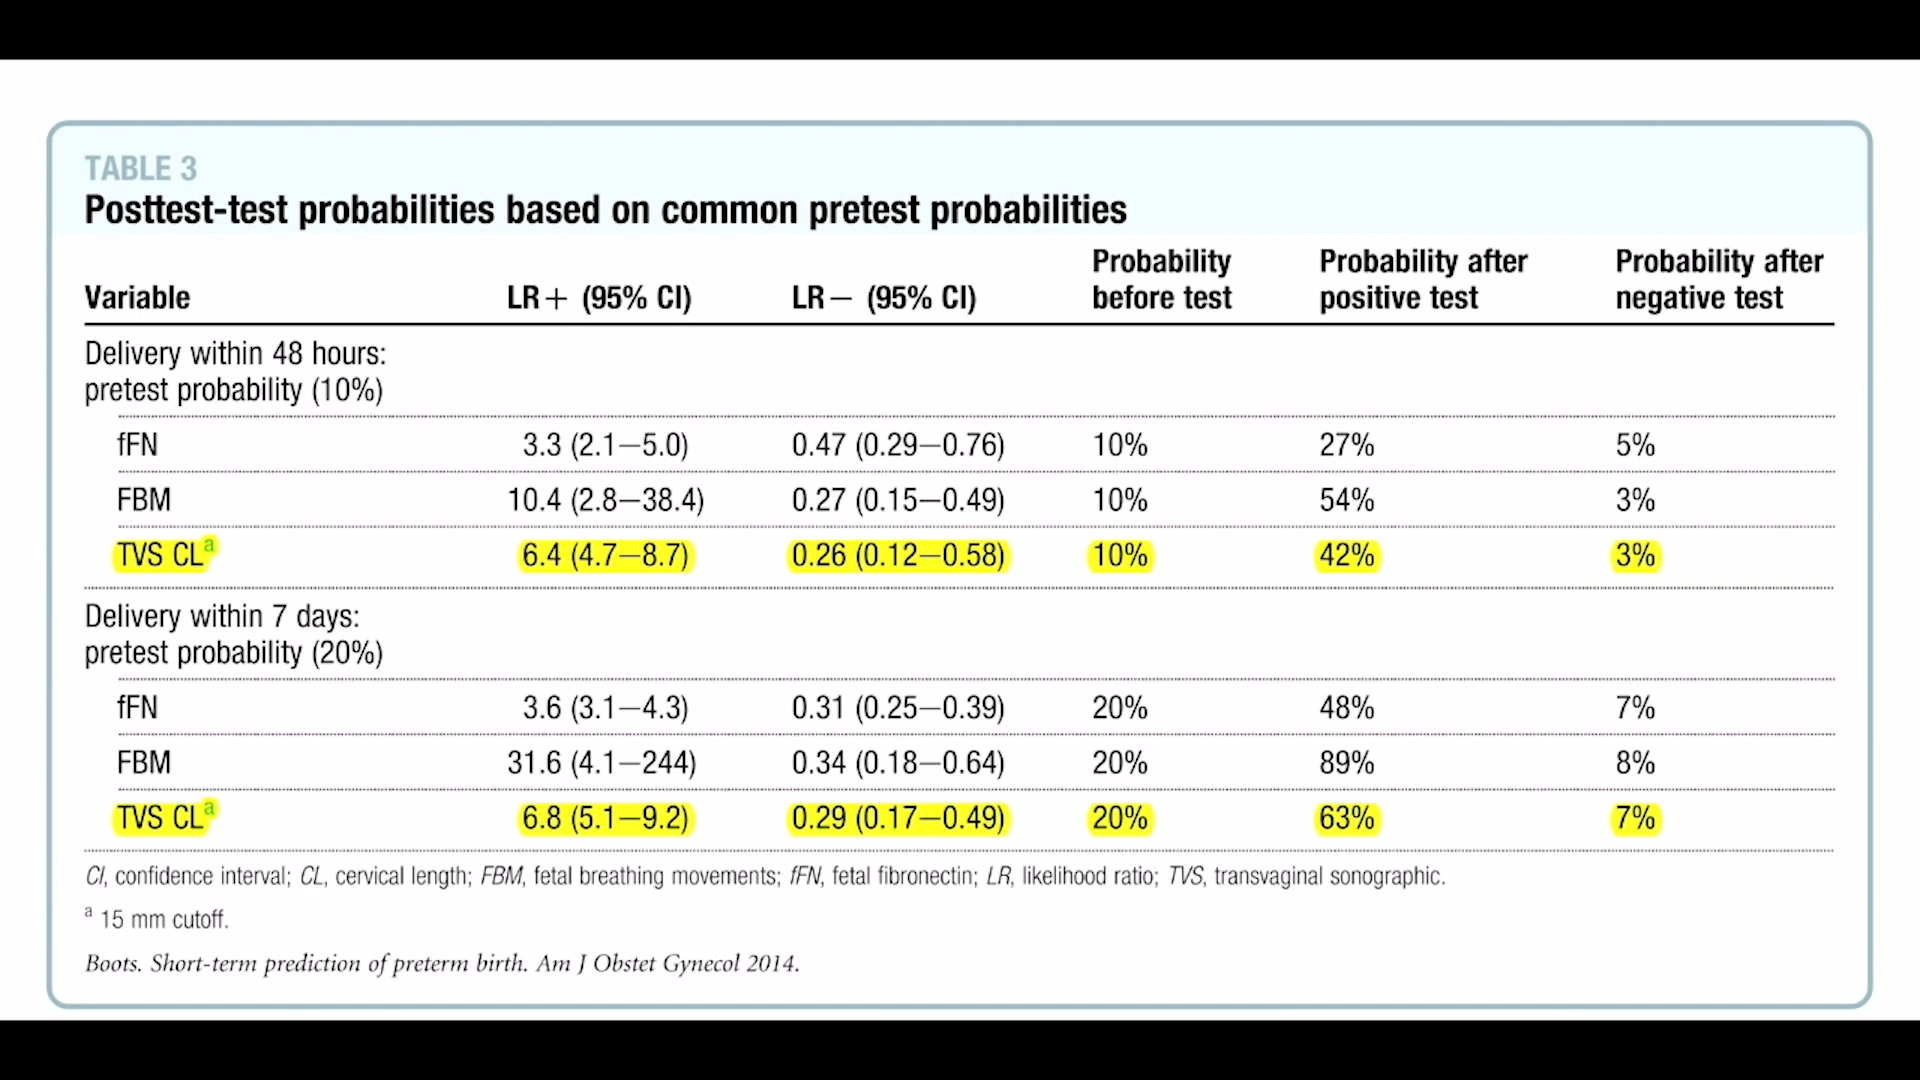 TABLE 3
Posttest-test probabilities based on common pretest probabilities
Variable LR+ (95% CI) LR− (95% CI) Probability before test Probability after positive test Probability after negative test
Delivery within 48 hours:
pretest probability (10%)
fFN 3.3 (2.1—5.0) 0.47 (0.29—0.76) 10% 27% 5%
FBM 10.4 (2.8—38.4) 0.27 (0.15—0.49) 10% 54% 3%
TVS CLa 6.4 (4.7—8.7) 0.26 (0.12—0.58) 10% 42% 3%
Delivery within 7 days:
pretest probability (20%)
fFN 3.6 (3.1—4.3) 0.31 (0.25—0.39) 20% 48% 7%
FBM 31.6 (4.1—244) 0.34 (0.18—0.64) 20% 89% 8%
TVS CLa 6.8 (5.1—9.2) 0.29 (0.17—0.49) 20% 63% 7%
CI, confidence interval; CL, cervical length; FBM, fetal breathing movements; fFN, fetal fibronectin; LR, likelihood ratio; TVS, transvaginal sonographic.
a 15 mm cutoff.
Boots. Short-term prediction of preterm birth. Am J Obstet Gynecol 2014.